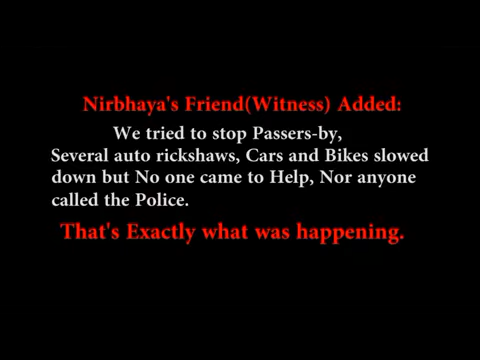 Nirbhaya's Friend(Witness) Added:
We tried to stop Passers-by,
Several auto rickshaws, Cars and Bikes slowed
down but No one came to Help, Nor anyone
called the Police.
That's Exactly what was happening.